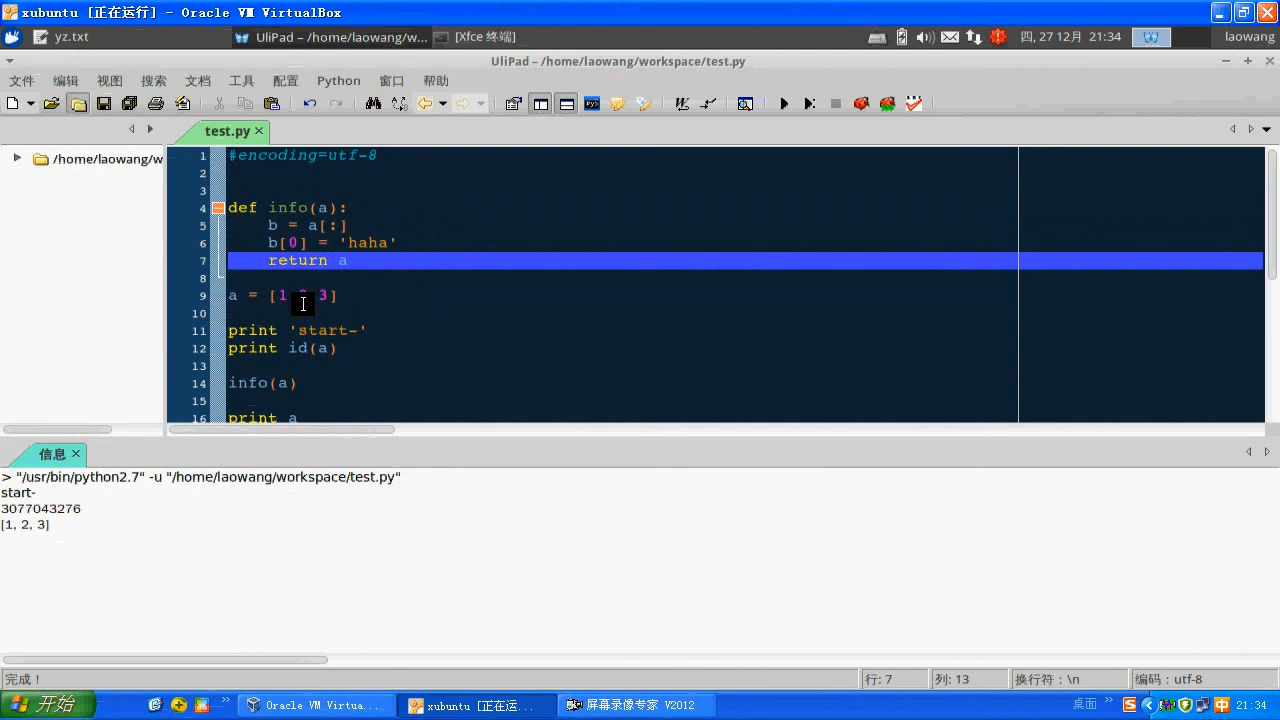 xubuntu [正在运行] - Oracle VM VirtualBox
yz.txt
UliPad – /home/laowang/w...
[Xfce 终端]
四, 27 12月 21:34
laowang
UliPad – /home/laowang/workspace/test.py
文件 编辑 视图 搜索 文档 工具 配置 Python 窗口 帮助
test.py
/home/laowang/w
1 #encoding=utf-8
2
3
4 def info(a):
5 b = a[:]
6 b[0] = 'haha'
7 return a
8
9 a = [1 3]
10
11 print 'start-'
12 print id(a)
13
14 info(a)
15
16 print a
信息
> "/usr/bin/python2.7" -u "/home/laowang/workspace/test.py"
start-
3077043276
[1, 2, 3]
完成！
行: 7
列: 13
换行符：\n
编码：utf-8
开始
Oracle VM Virtua...
xubuntu [正在运...
屏幕录像专家 V2012
桌面
中
21:34